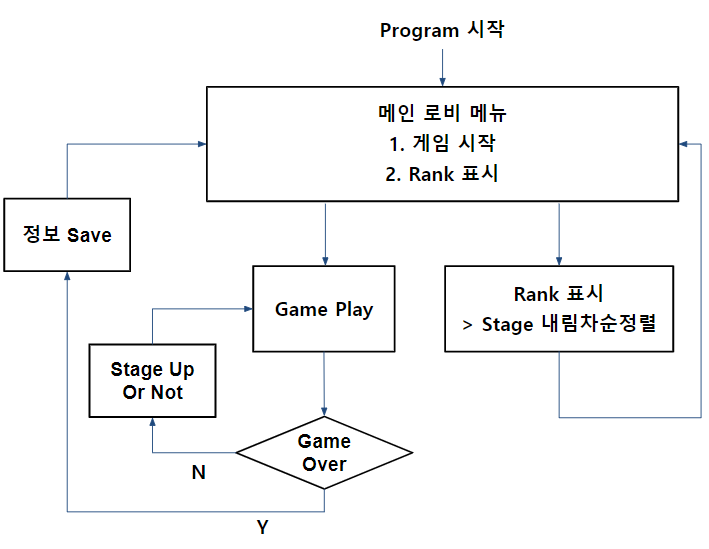 Program 시작
메인 로비 메뉴
1. 게임 시작
2. Rank 표시
정보 Save
Game Play
Rank 표시
> Stage 내림차순정렬
Stage Up
Or Not
Game
Over
N
Y